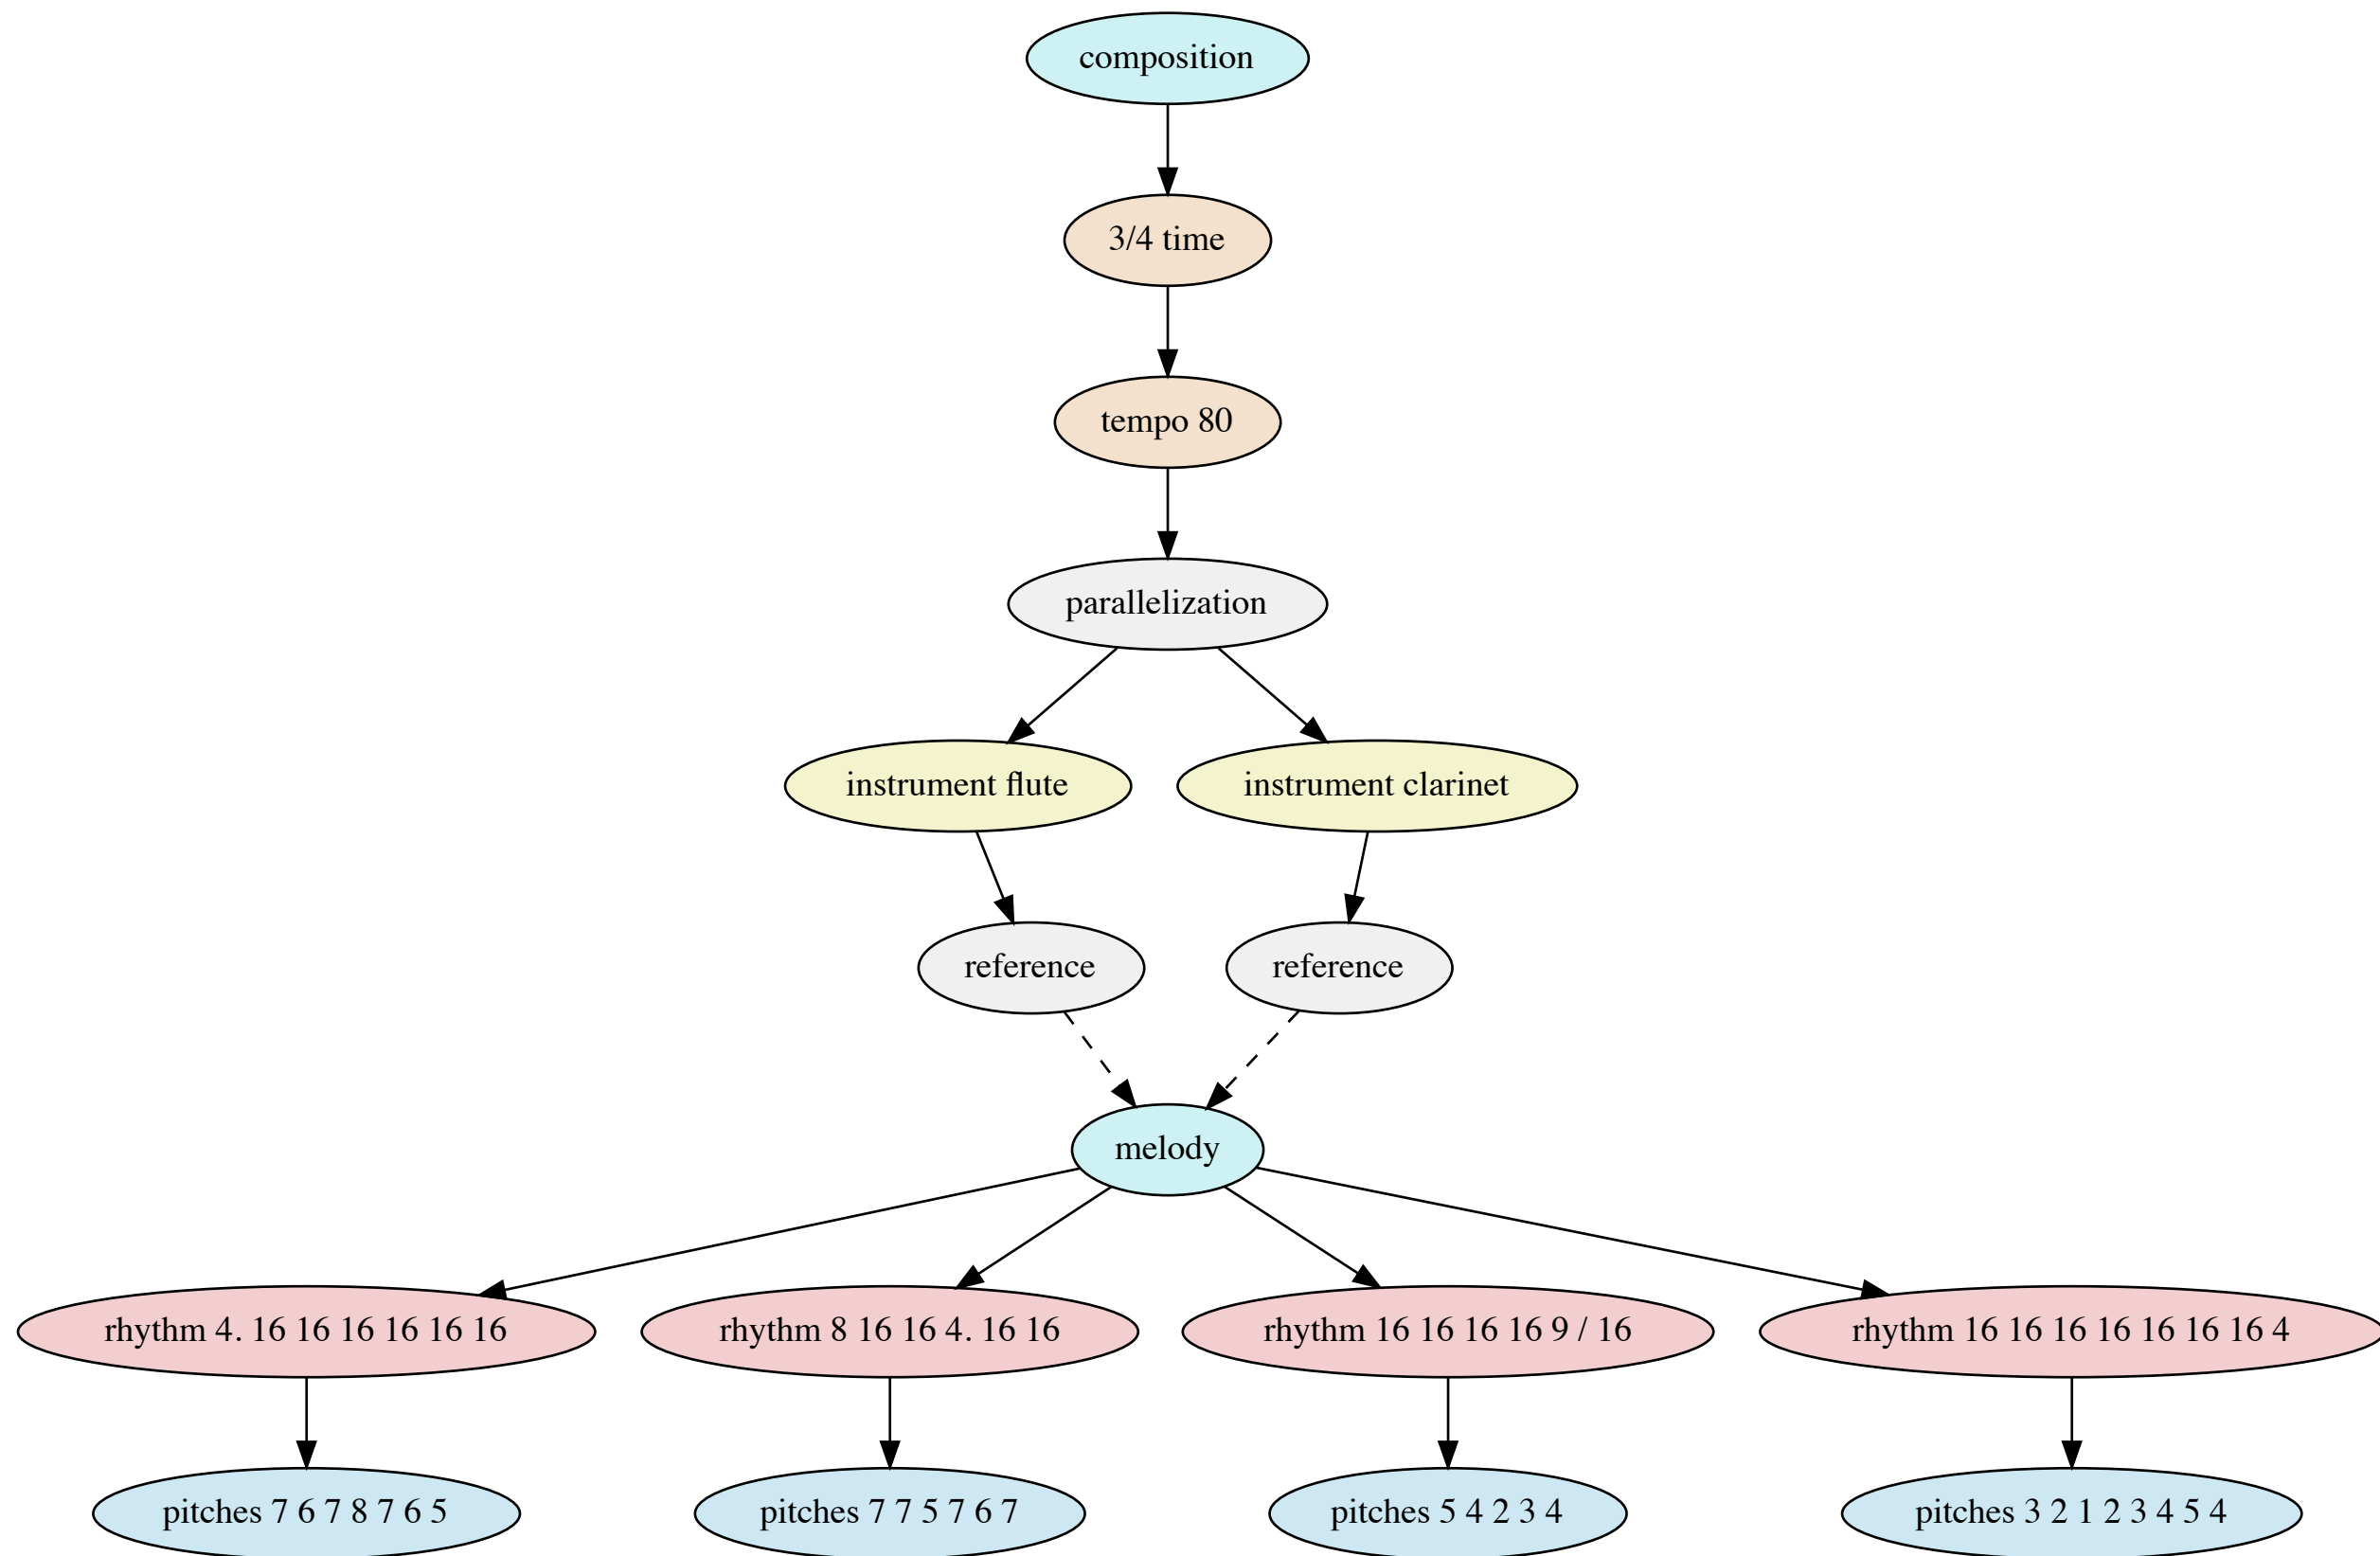 composition
3/4 time
tempo 80
parallelization
instrument flute
instrument clarinet
reference
reference
melody
rhythm 4. 16 16 16 16 16 16
rhythm 8 16 16 4. 16 16
rhythm 16 16 16 16 9 / 16
rhythm 16 16 16 16 16 16 16 4
pitches 7 6 7 8 7 6 5
pitches 7 7 5 7 6 7
pitches 5 4 2 3 4
pitches 3 2 1 2 3 4 5 4